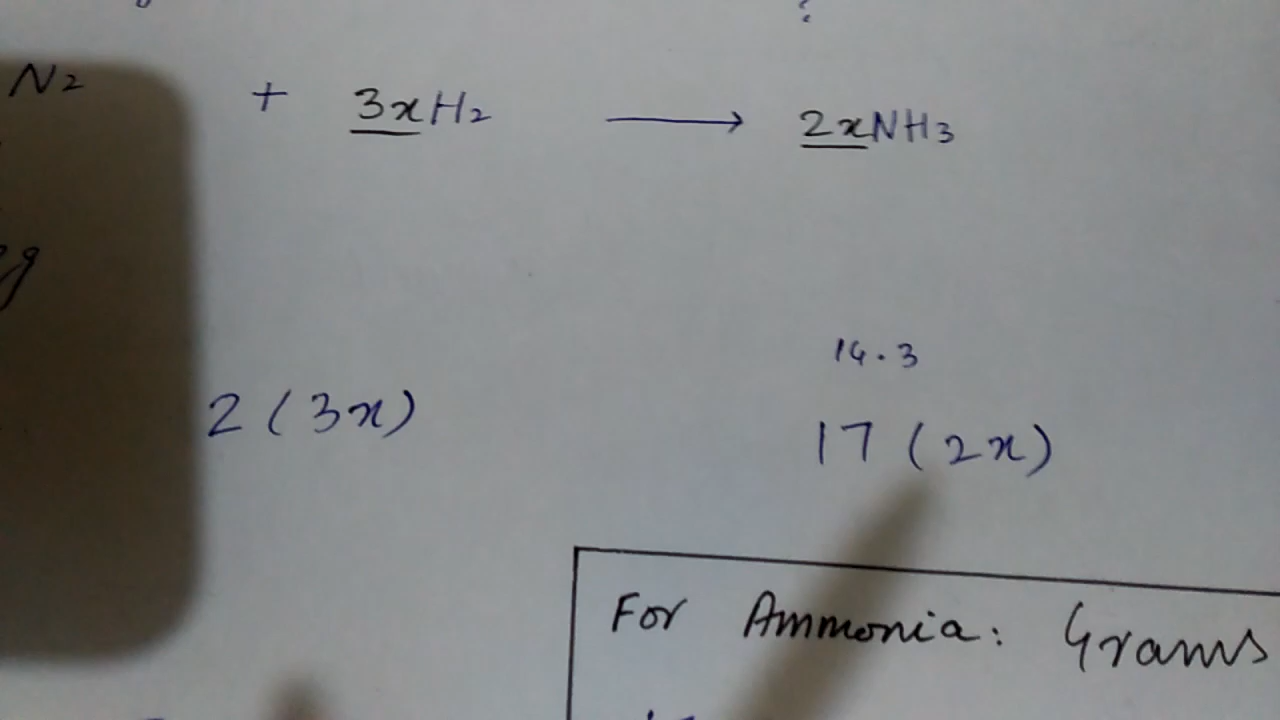 N2 + 3xH2 → 2xNH3
g
14.3
2 (3x) 17 (2x)
For Ammonia: Grams